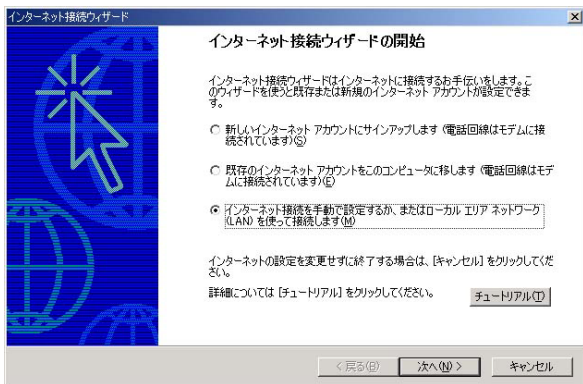 インターネット接続ウィザード
インターネット接続ウィザードの開始
インターネット接続ウィザードはインターネットに接続するお手伝いをします。こ
のウィザードを使うと既存または新規のインターネット アカウントが設定できま
す。
新しいインターネット アカウントにサインアップします (電話回線はモデムに接
続されています)(S)
既存のインターネット アカウントをこのコンピュータに移します (電話回線はモデ
ムに接続されています)(E)
インターネット接続を手動で設定するか、またはローカル エリア ネットワーク
(LAN) を使って接続します(M)
インターネットの設定を変更せずに終了する場合は、[キャンセル] をクリックしてくだ
さい。
詳細については [チュートリアル] をクリックしてください。
チュートリアル(T)
< 戻る(B)
次へ(N) >
キャンセル